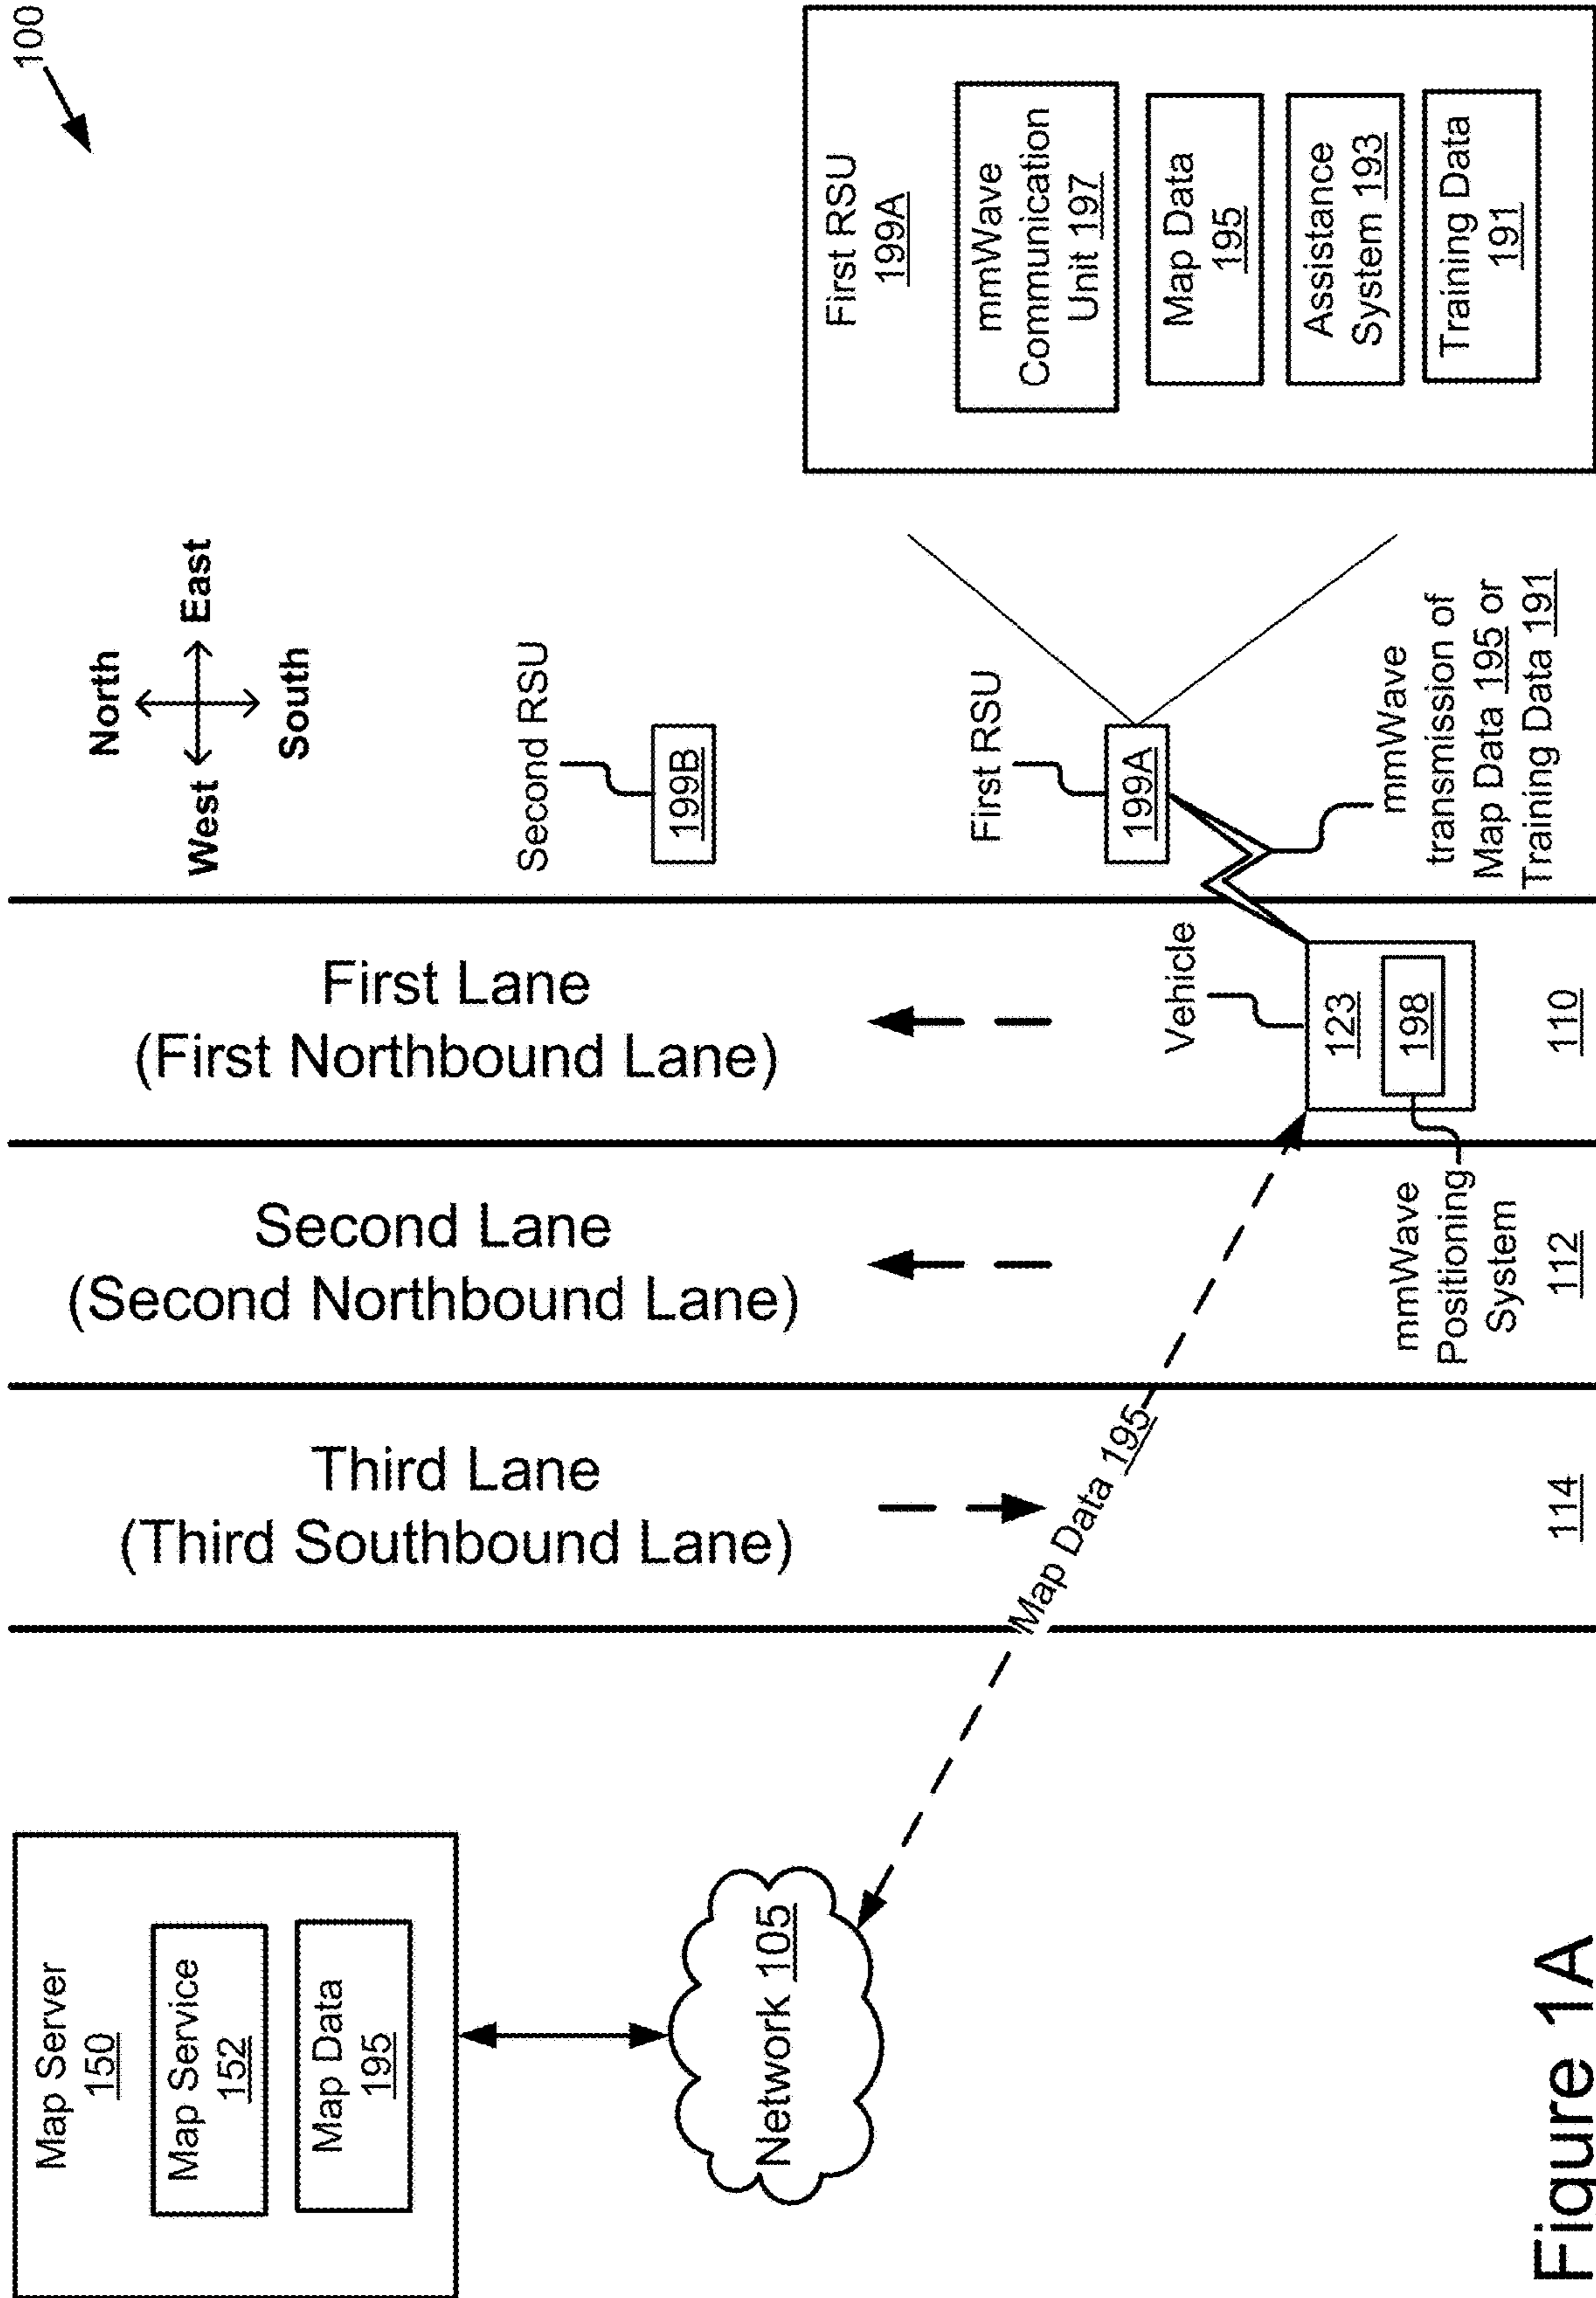 100
Map Server
150
Map Service
152
Map Data
195
Network 105
Map Data 195
Third Lane
(Third Southbound Lane)
114
Second Lane
(Second Northbound Lane)
mmWave
Positioning
System
112
First Lane
(First Northbound Lane)
Vehicle
123
198
110
North
West
East
South
Second RSU
199B
First RSU
199A
mmWave
transmission of
Map Data 195 or
Training Data 191
First RSU
199A
mmWave
Communication
Unit 197
Map Data
195
Assistance
System 193
Training Data
191
Figure 1A